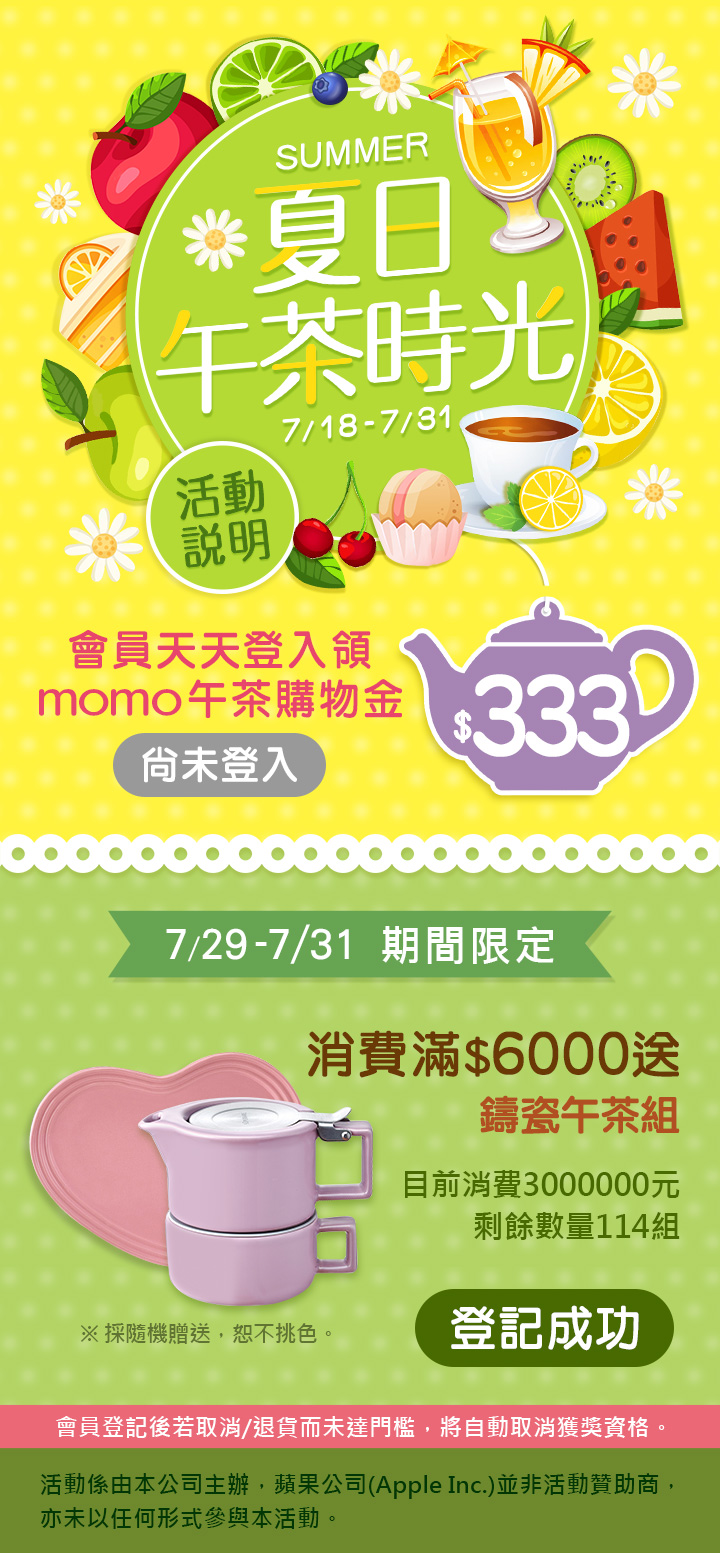 SUMMER
夏日
午茶時光
7/18-7/31
活動
説明
會員天天登入領
momo午茶購物金
$333
尚未登入
7/29-7/31 期間限定
消費滿$6000送
鑄瓷午茶組
目前消費3000000元
剩餘數量114組
登記成功
※ 採隨機贈送，恕不挑色。
會員登記後若取消/退貨而未達門檻，將自動取消獲獎資格。
活動係由本公司主辦，蘋果公司(Apple Inc.)並非活動贊助商，
亦未以任何形式參與本活動。